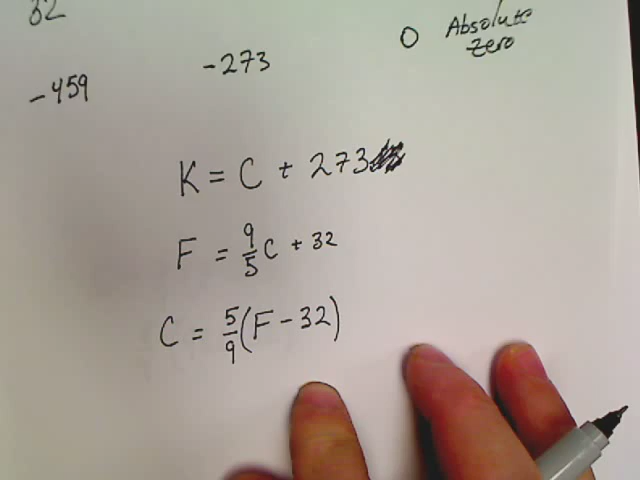 32
-459 -273 0 Absolute
zero
K = C + 273
F = 9/5 C + 32
C = 5/9 (F - 32)